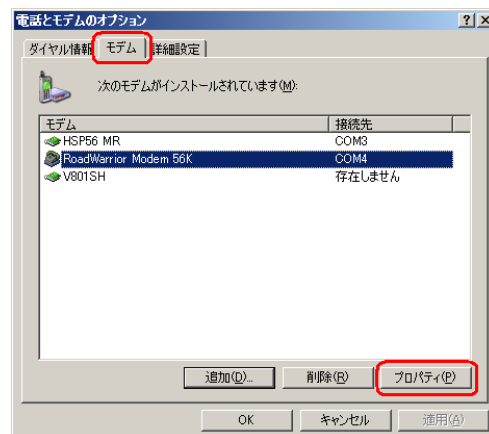 電話とモデムのオプション
ダイヤル情報 モデム 詳細設定
次のモデムがインストールされています(M):
モデム 接続先
HSP56 MR COM3
RoadWarrior Modem 56K COM4
V801SH 存在しません
追加(D)... 削除(R) プロパティ(P)
OK キャンセル 適用(A)